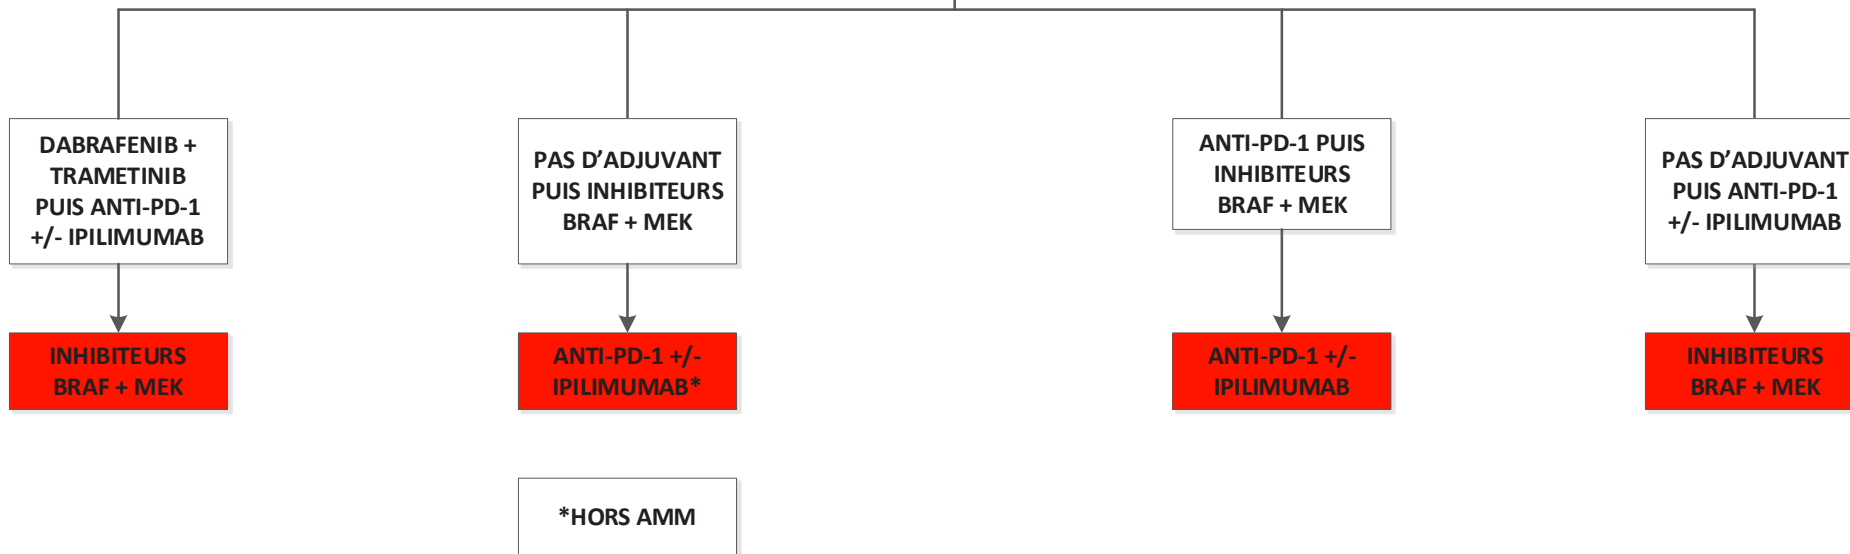 DABRAFENIB +
TRAMETINIB
PUIS ANTI-PD-1
+/- IPILIMUMAB
PAS D’ADJUVANT
PUIS INHIBITEURS
BRAF + MEK
ANTI-PD-1 PUIS
INHIBITEURS
BRAF + MEK
PAS D’ADJUVANT
PUIS ANTI-PD-1
+/- IPILIMUMAB
INHIBITEURS
BRAF + MEK
ANTI-PD-1 +/-
IPILIMUMAB*
ANTI-PD-1 +/-
IPILIMUMAB
INHIBITEURS
BRAF + MEK
*HORS AMM